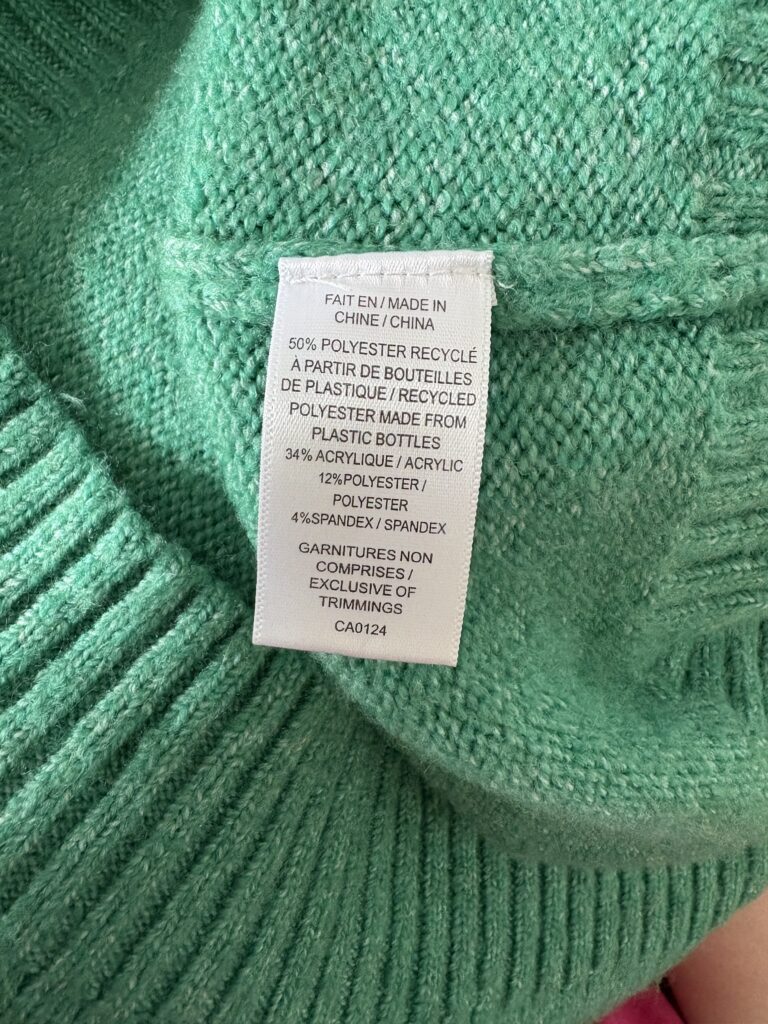 FAIT EN / MADE IN
CHINE / CHINA
50% POLYESTER RECYCLÉ
À PARTIR DE BOUTEILLES
DE PLASTIQUE / RECYCLED
POLYESTER MADE FROM
PLASTIC BOTTLES
34% ACRYLIQUE / ACRYLIC
12%POLYESTER /
POLYESTER
4%SPANDEX / SPANDEX
GARNITURES NON
COMPRISES /
EXCLUSIVE OF
TRIMMINGS
CA0124